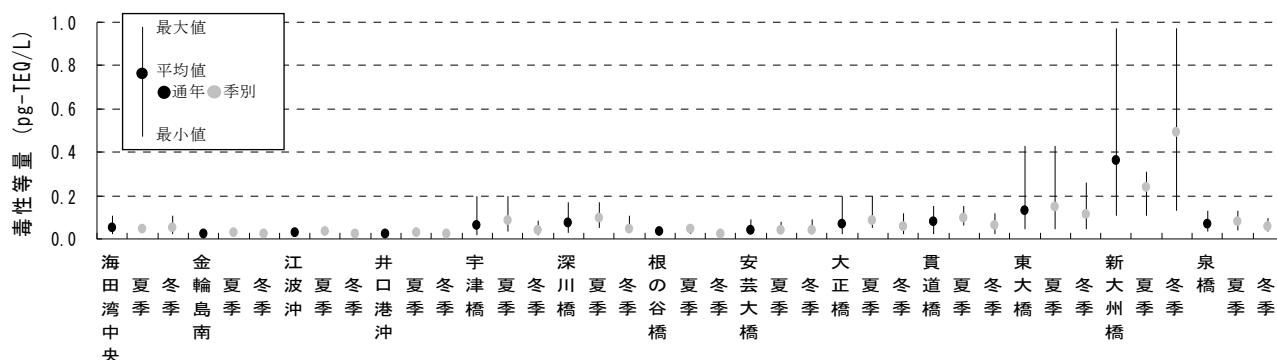 毒性等量 (pg-TEQ/L)
1.0
0.8
0.6
0.4
0.2
0.0
最大値
平均値
通年 季別
最小値
海田湾中央
夏季
冬季
金輪島南
夏季
冬季
江波沖
夏季
冬季
井口港沖
夏季
冬季
宇津橋
夏季
冬季
深川橋
夏季
冬季
根の谷橋
夏季
冬季
安芸大橋
夏季
冬季
大正橋
夏季
冬季
貫道橋
夏季
冬季
東大橋
夏季
冬季
新大州橋
夏季
冬季
泉橋
夏季
冬季